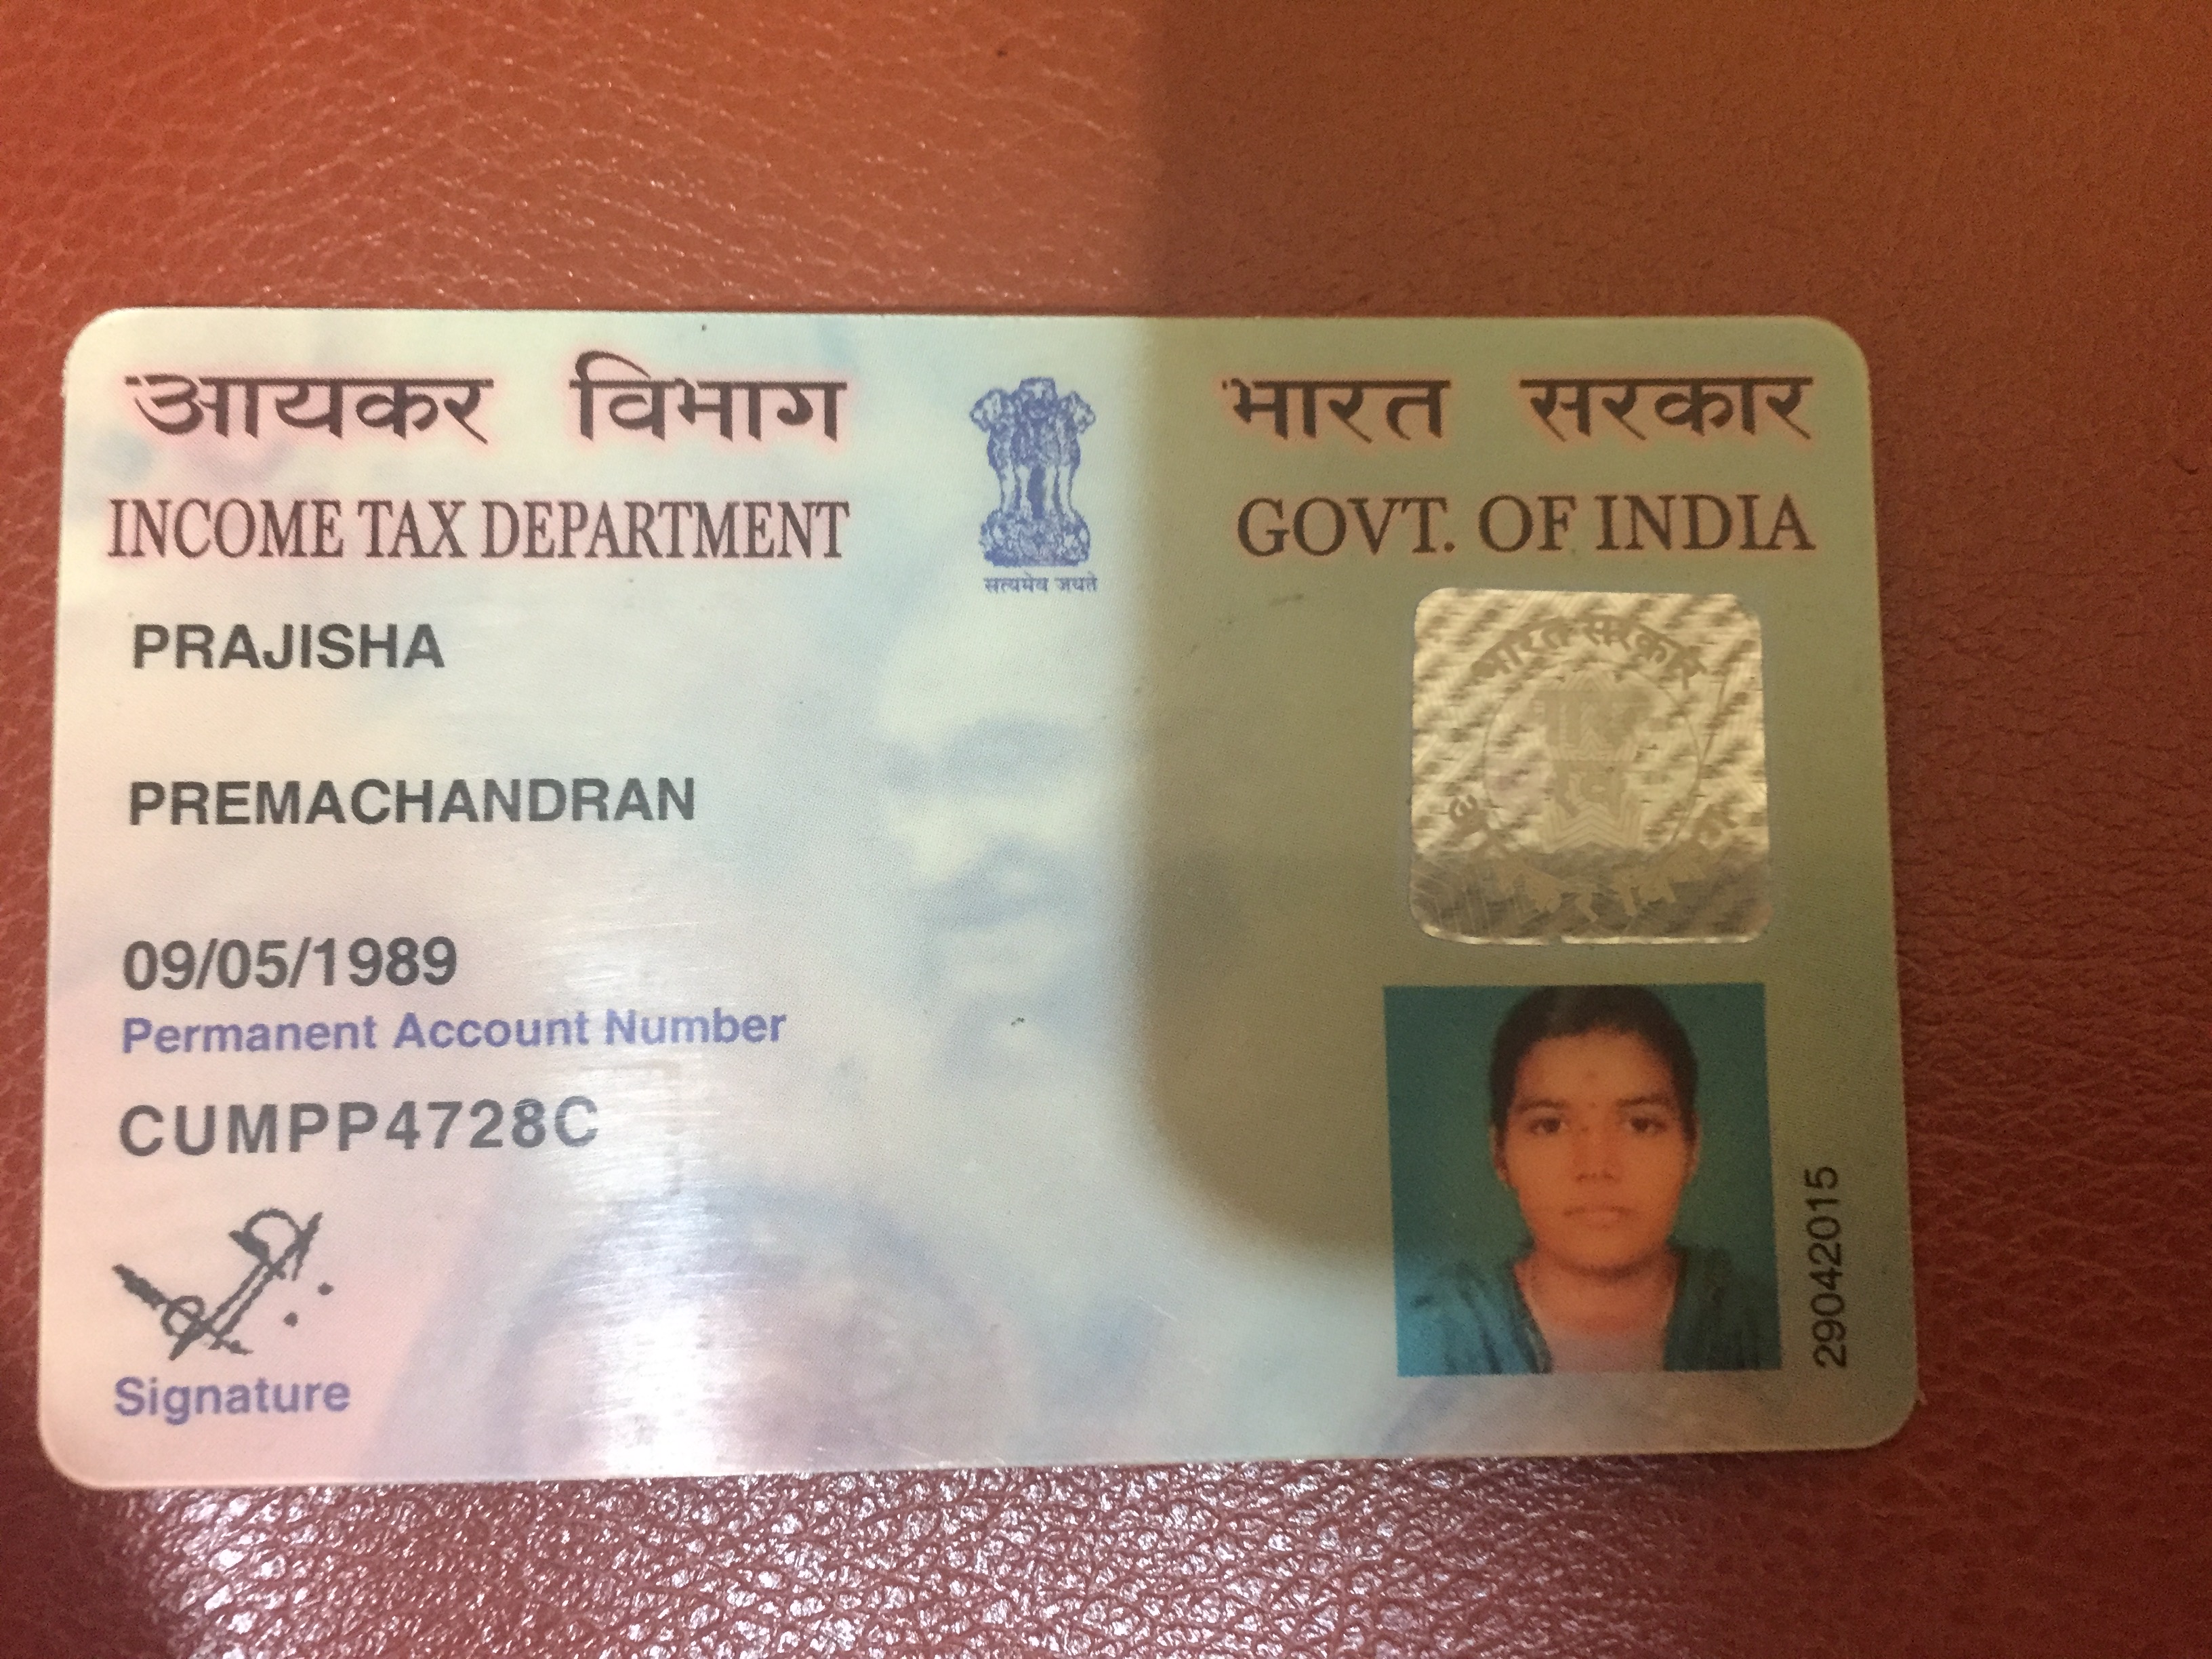 आयकर विभाग
INCOME TAX DEPARTMENT
सत्यमेव जयते
भारत सरकार
GOVT. OF INDIA
PRAJISHA
PREMACHANDRAN
09/05/1989
Permanent Account Number
CUMPP4728C
Signature
29042015